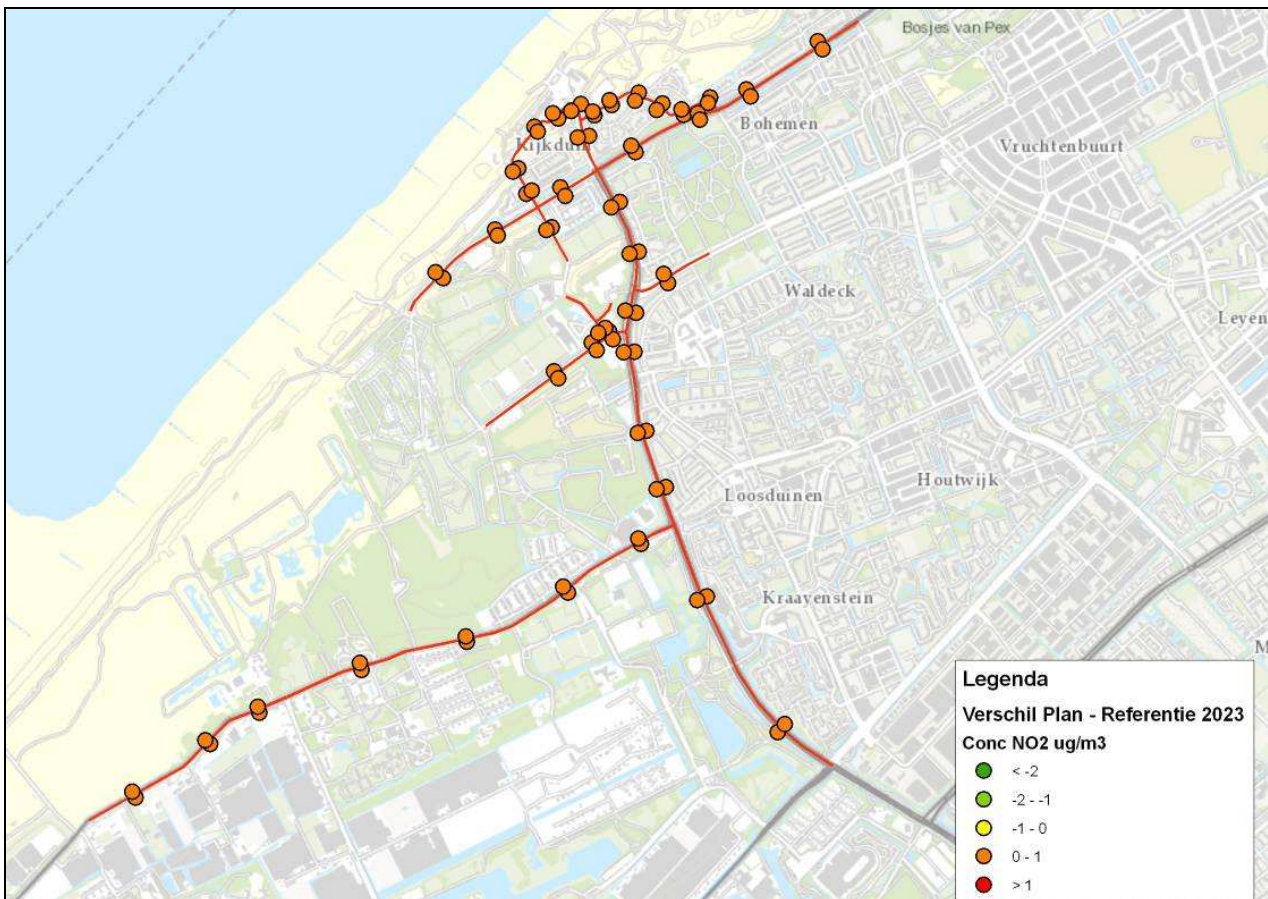 Bosjes van Pex
Bohemen
Vruchtenbuurt
Kijkduin
Waldeck
Leyen
Houtwijk
Loosduinen
Kraayenstein
M
Legenda
Verschil Plan - Referentie 2023
Conc NO2 ug/m3
< -2
-2 - -1
-1 - 0
0 - 1
> 1